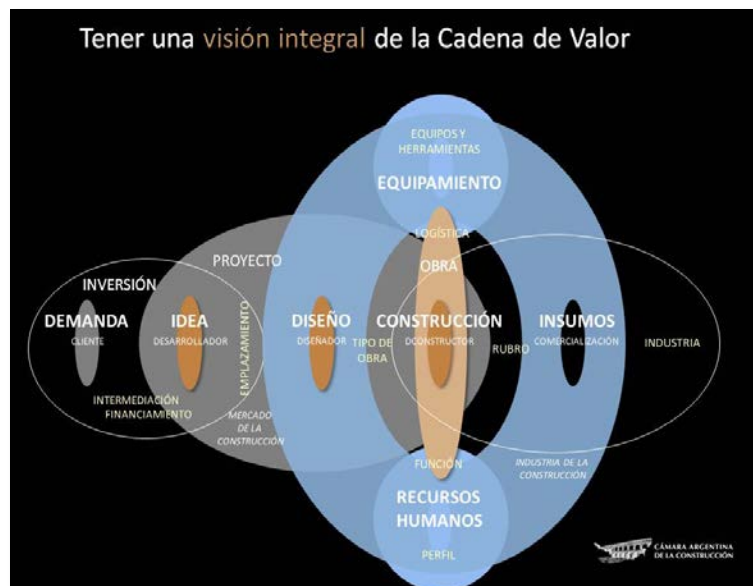 Tener una visión integral de la Cadena de Valor
EQUIPOS Y
HERRAMIENTAS
EQUIPAMIENTO
LOGÍSTICA
PROYECTO
OBRA
INVERSIÓN
DEMANDA
CLIENTE
IDEA
DESARROLLADOR
EMPLAZAMIENTO
DISEÑO
DISEÑADOR
TIPO DE
OBRA
CONSTRUCCIÓN
DCONSTRUCTOR
RUBRO
INSUMOS
COMERCIALIZACIÓN
INDUSTRIA
INTERMEDIACIÓN
FINANCIAMIENTO
MERCADO
DE LA
CONSTRUCCIÓN
FUNCIÓN
INDUSTRIA DE LA
CONSTRUCCIÓN
RECURSOS
HUMANOS
PERFIL
CÁMARA ARGENTINA
DE LA CONSTRUCCIÓN